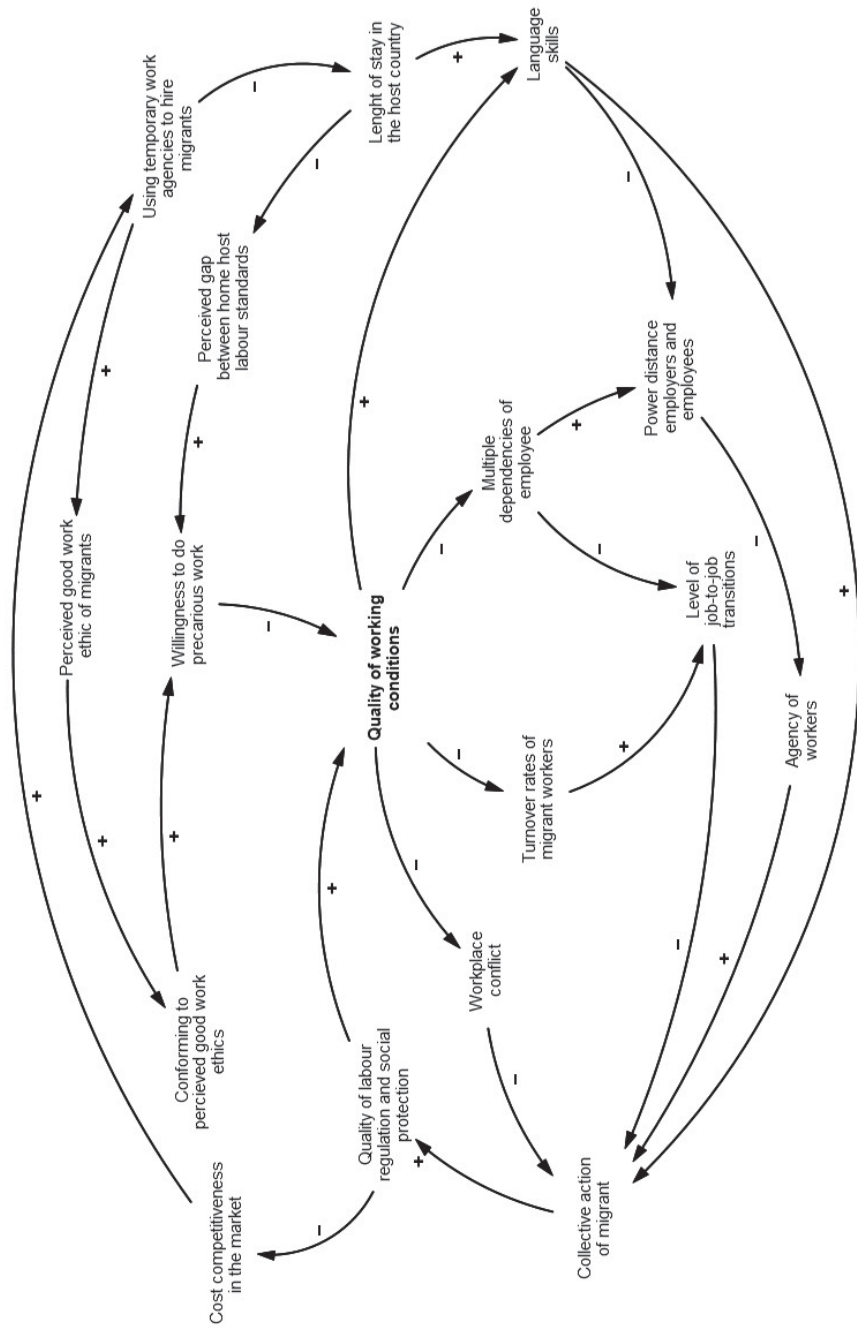 Using temporary work
agencies to hire
migrants
+
−
Lenght of stay in
the host country
+
Language
skills
−
Perceived gap
between home host
labour standards
+
Perceived good work
ethic of migrants
+
Conforming to
percieved good work
ethics
+
Willingness to do
precarious work
−
Quality of working
conditions
+
−
Multiple
dependencies of
employee
+
−
Power distance
employers and
employees
−
−
Level of
job-to-job
transitions
−
−
Turnover rates of
migrant workers
+
Agency of
workers
+
+
−
Workplace
conflict
−
Collective action
of migrant
+
Quality of labour
regulation and social
protection
+
−
Cost competitiveness
in the market
+